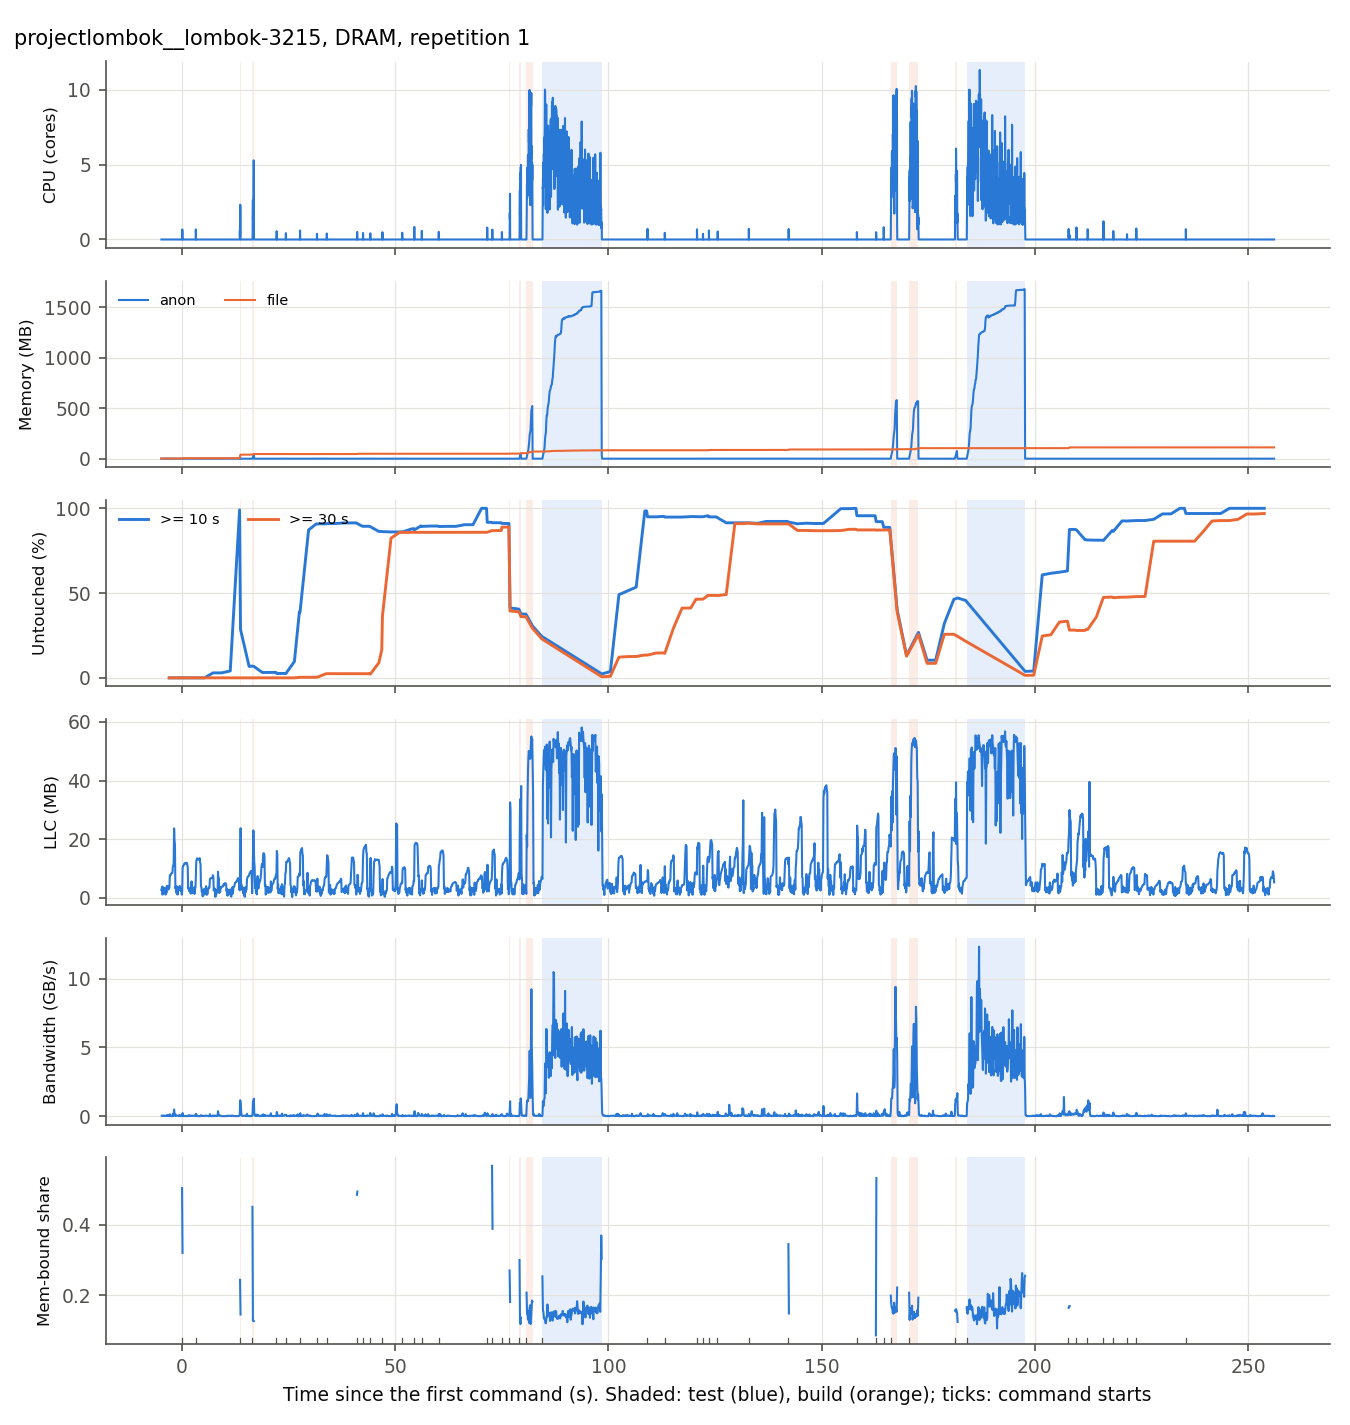 projectlombok__lombok-3215, DRAM, repetition 1
CPU (cores)
10
5
0
Memory (MB)
anon
file
1500
1000
500
0
Untouched (%)
>= 10 s
>= 30 s
100
50
0
LLC (MB)
60
40
20
0
Bandwidth (GB/s)
10
5
0
Mem-bound share
0.4
0.2
0
50
100
150
200
250
Time since the first command (s). Shaded: test (blue), build (orange); ticks: command starts